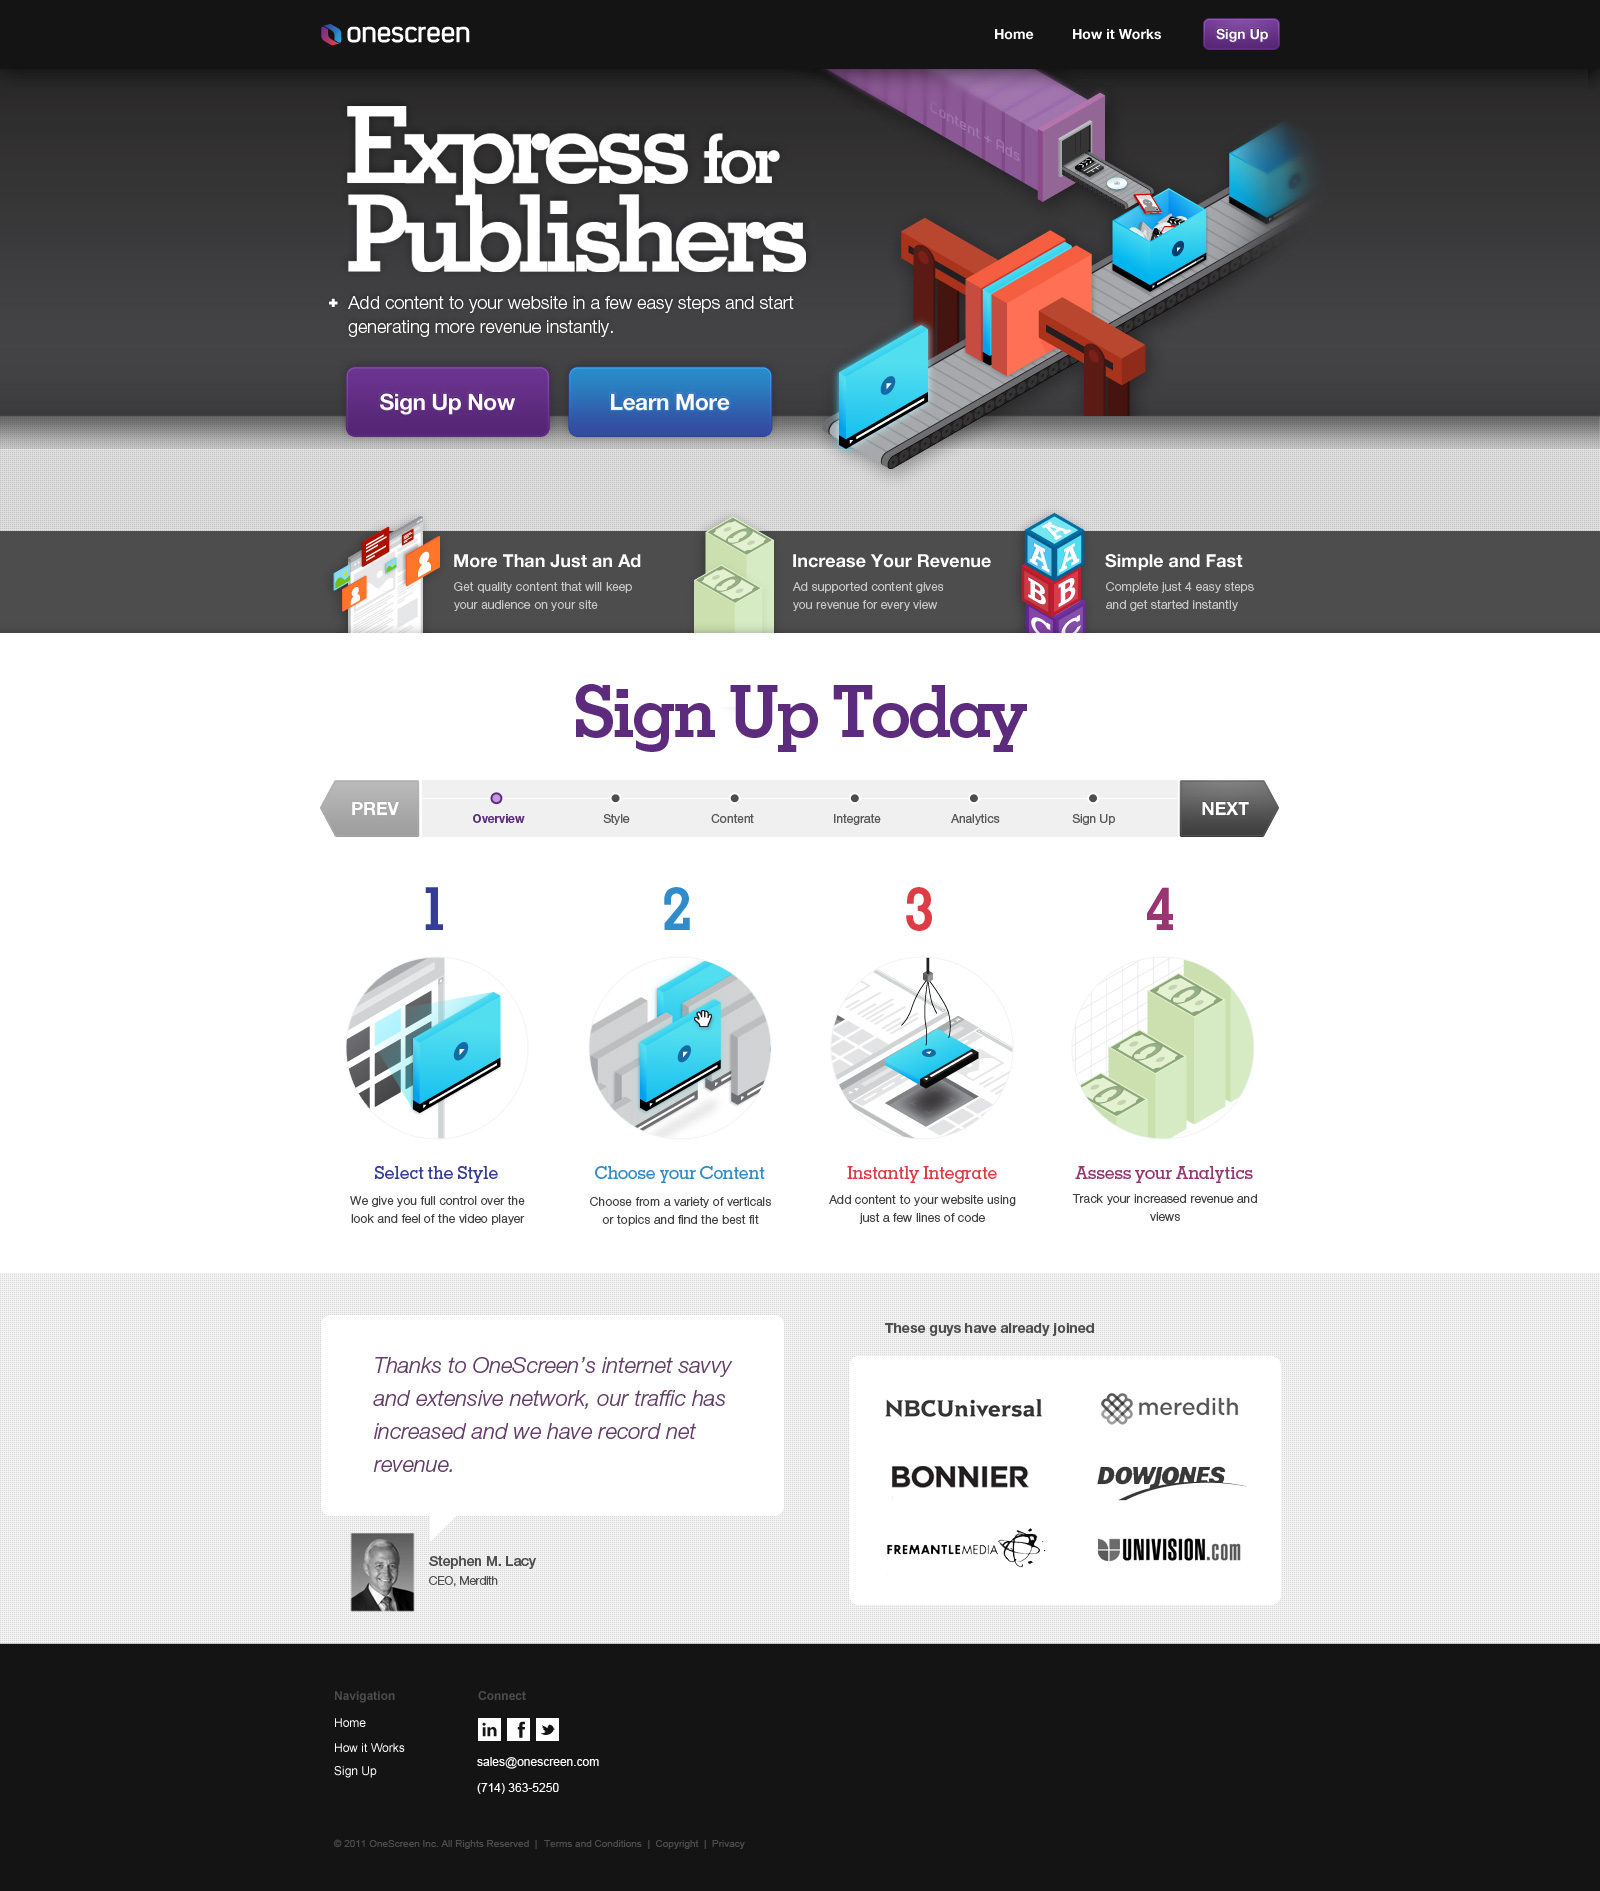 onescreen
Home
How it Works
Sign Up
Content + Ads
Express for
Publishers
Add content to your website in a few easy steps and start
generating more revenue instantly.
Sign Up Now
Learn More
More Than Just an Ad
Get quality content that will keep
your audience on your site
Increase Your Revenue
Ad supported content gives
you revenue for every view
A
A
A
B
B
C
C
Simple and Fast
Complete just 4 easy steps
and get started instantly
Sign Up Today
PREV
Overview
Style
Content
Integrate
Analytics
Sign Up
NEXT
1
2
3
4
Select the Style
We give you full control over the
look and feel of the video player
Choose your Content
Choose from a variety of verticals
or topics and find the best fit
Instantly Integrate
Add content to your website using
just a few lines of code
Assess your Analytics
Track your increased revenue and
views
Thanks to OneScreen's internet savvy
and extensive network, our traffic has
increased and we have record net
revenue.
Stephen M. Lacy
CEO, Merdith
These guys have already joined
NBCUniversal
meredith
BONNIER
DOWJONES
FREMANTLEMEDIA
UNIVISION.com
Navigation
Home
How it Works
Sign Up
Connect
in f
sales@onescreen.com
(714) 363-5250
© 2011 OneScreen Inc. All Rights Reserved | Terms and Conditions | Copyright | Privacy